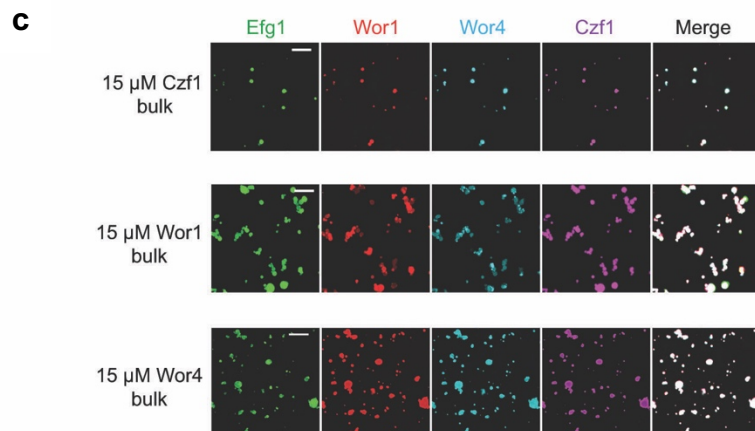 c
Efg1 Wor1 Wor4 Czf1 Merge
15 µM Czf1
bulk
15 µM Wor1
bulk
15 µM Wor4
bulk